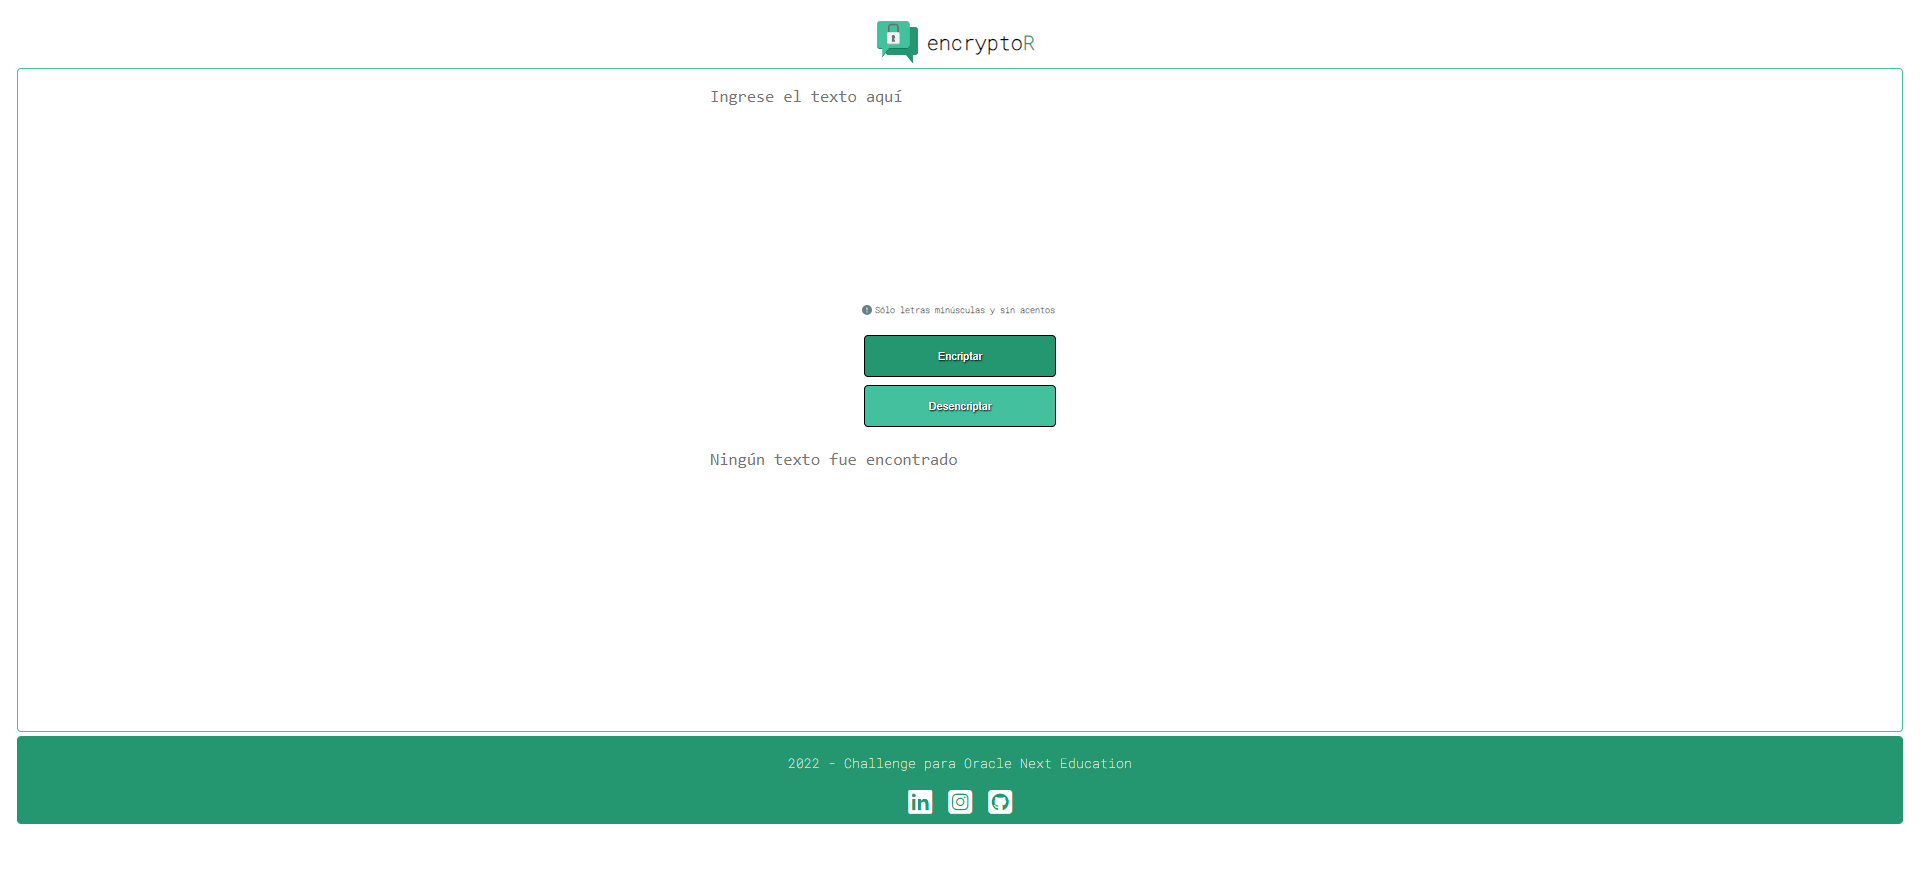 encryptoR
Ingrese el texto aquí
Sólo letras minúsculas y sin acentos
Encriptar
Desencriptar
Ningún texto fue encontrado
2022 - Challenge para Oracle Next Education
in